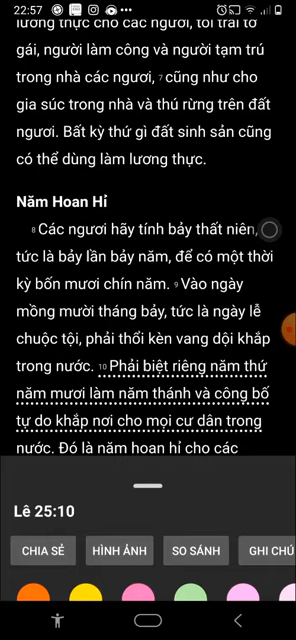 22:57
lương thực cho các ngươi, tôi trai tớ
gái, người làm công và người tạm trú
trong nhà các ngươi, 7 cũng như cho
gia súc trong nhà và thú rừng trên đất
ngươi. Bất kỳ thứ gì đất sinh sản cũng
có thể dùng làm lương thực.
Năm Hoan Hỉ
8 Các ngươi hãy tính bảy thất niên,
tức là bảy lần bảy năm, để có một thời
kỳ bốn mươi chín năm. 9 Vào ngày
mồng mười tháng bảy, tức là ngày lễ
chuộc tội, phải thổi kèn vang dội khắp
trong nước. 10 Phải biệt riêng năm thứ
năm mươi làm năm thánh và công bố
tự do khắp nơi cho mọi cư dân trong
nước. Đó là năm hoan hỉ cho các
Lê 25:10
CHIA SẺ HÌNH ẢNH SO SÁNH GHI CHÚ